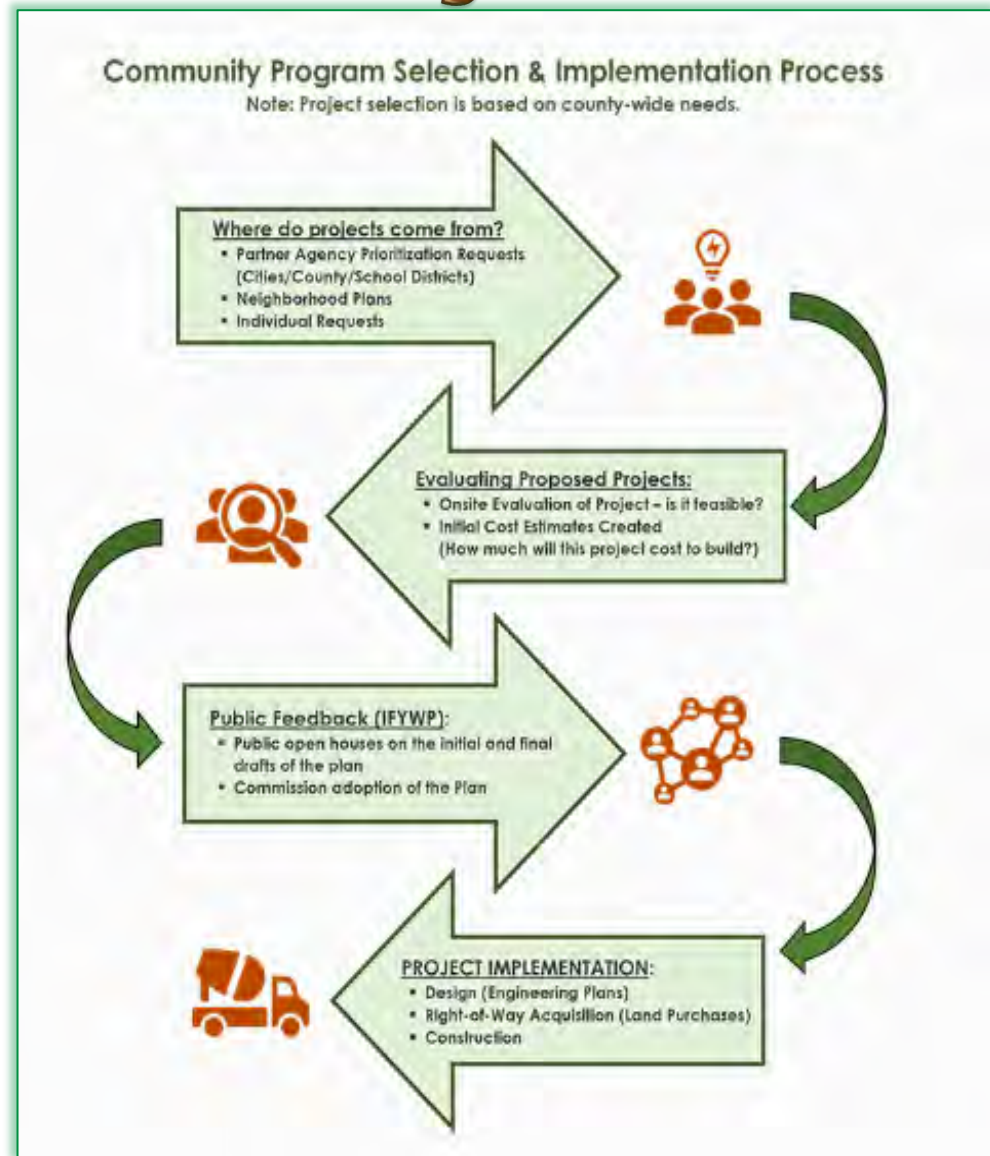 Community Program Selection & Implementation Process
Note: Project selection is based on county-wide needs.
Where do projects come from?
▪ Partner Agency Prioritization Requests
(Cities/County/School Districts)
▪ Neighborhood Plans
▪ Individual Requests
Evaluating Proposed Projects:
▪ Onsite Evaluation of Project – is it feasible?
▪ Initial Cost Estimates Created
(How much will this project cost to build?)
Public Feedback (IFYWP):
▪ Public open houses on the initial and final
drafts of the plan
▪ Commission adoption of the Plan
PROJECT IMPLEMENTATION:
▪ Design (Engineering Plans)
▪ Right-of-Way Acquisition (Land Purchases)
▪ Construction